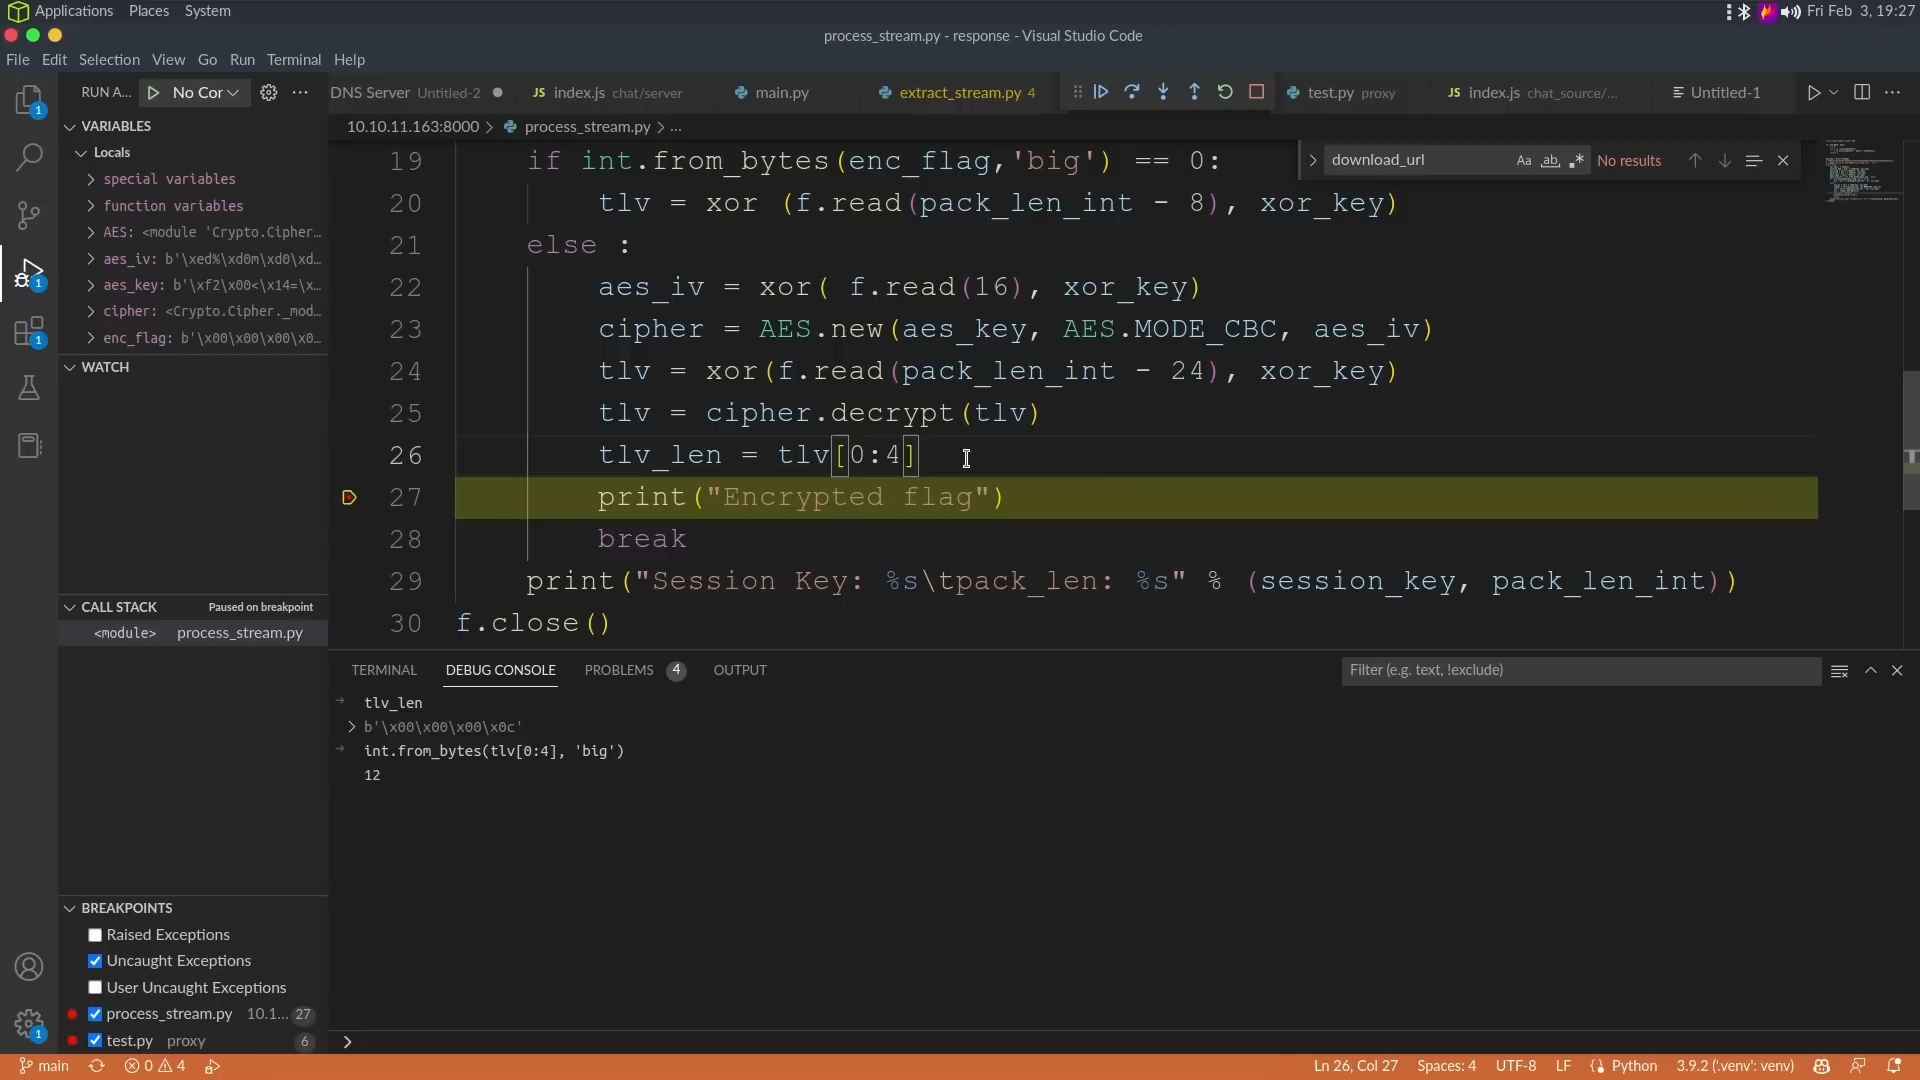 Applications Places System
Fri Feb 3, 19:27
process_stream.py - response - Visual Studio Code
File Edit Selection View Go Run Terminal Help
RUN A... No Cor
DNS Server Untitled-2
JS index.js chat/server
main.py
extract_stream.py 4
test.py proxy
JS index.js chat_source/...
Untitled-1
VARIABLES
Locals
special variables
function variables
AES: <module 'Crypto.Cipher...
aes_iv: b'\xed%\xd0m\xd0\xd...
aes_key: b'\xf2\x00<\x14=\x...
cipher: <Crypto.Cipher._mod...
enc_flag: b'\x00\x00\x00\x0...
WATCH
CALL STACK Paused on breakpoint
<module> process_stream.py
BREAKPOINTS
Raised Exceptions
Uncaught Exceptions
User Uncaught Exceptions
process_stream.py 10.1... 27
test.py proxy 6
10.10.11.163:8000 > process_stream.py > ...
download_url Aa ab No results
19 if int.from_bytes(enc_flag,'big') == 0:
20 tlv = xor (f.read(pack_len_int - 8), xor_key)
21 else :
22 aes_iv = xor( f.read(16), xor_key)
23 cipher = AES.new(aes_key, AES.MODE_CBC, aes_iv)
24 tlv = xor(f.read(pack_len_int - 24), xor_key)
25 tlv = cipher.decrypt(tlv)
26 tlv_len = tlv[0:4]
27 print("Encrypted flag")
28 break
29 print("Session Key: %s\tpack_len: %s" % (session_key, pack_len_int))
30 f.close()
TERMINAL DEBUG CONSOLE PROBLEMS 4 OUTPUT
Filter (e.g. text, !exclude)
tlv_len
b'\x00\x00\x00\x0c'
int.from_bytes(tlv[0:4], 'big')
12
main 0 4
Ln 26, Col 27 Spaces: 4 UTF-8 LF Python 3.9.2 ('.venv': venv)